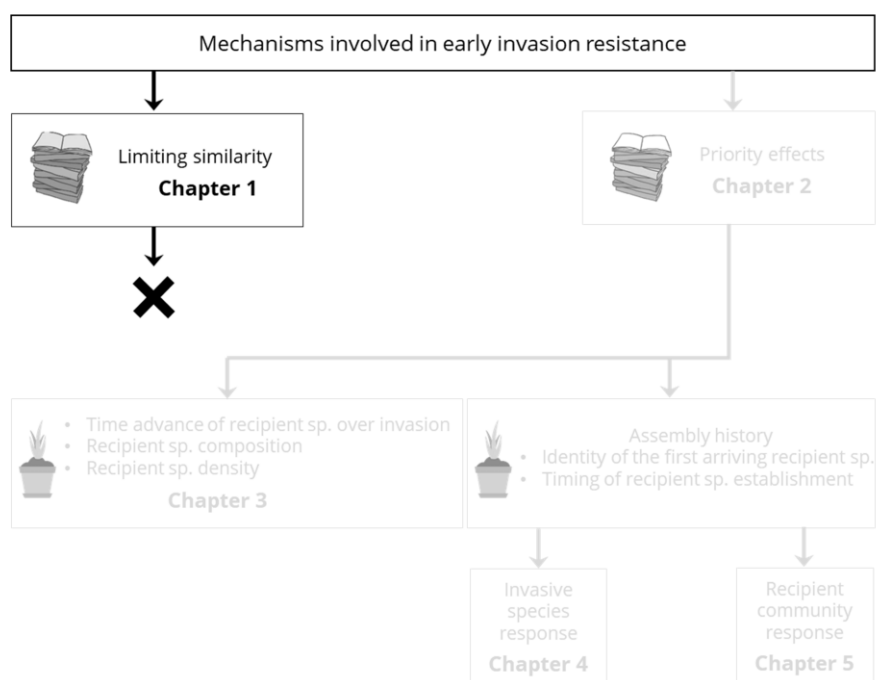 Mechanisms involved in early invasion resistance
Limiting similarity
Chapter 1
Priority effects
Chapter 2
• Time advance of recipient sp. over invasion
• Recipient sp. composition
• Recipient sp. density
Chapter 3
Assembly history
• Identity of the first arriving recipient sp.
• Timing of recipient sp. establishment
Invasive
species
response
Chapter 4
Recipient
community
response
Chapter 5